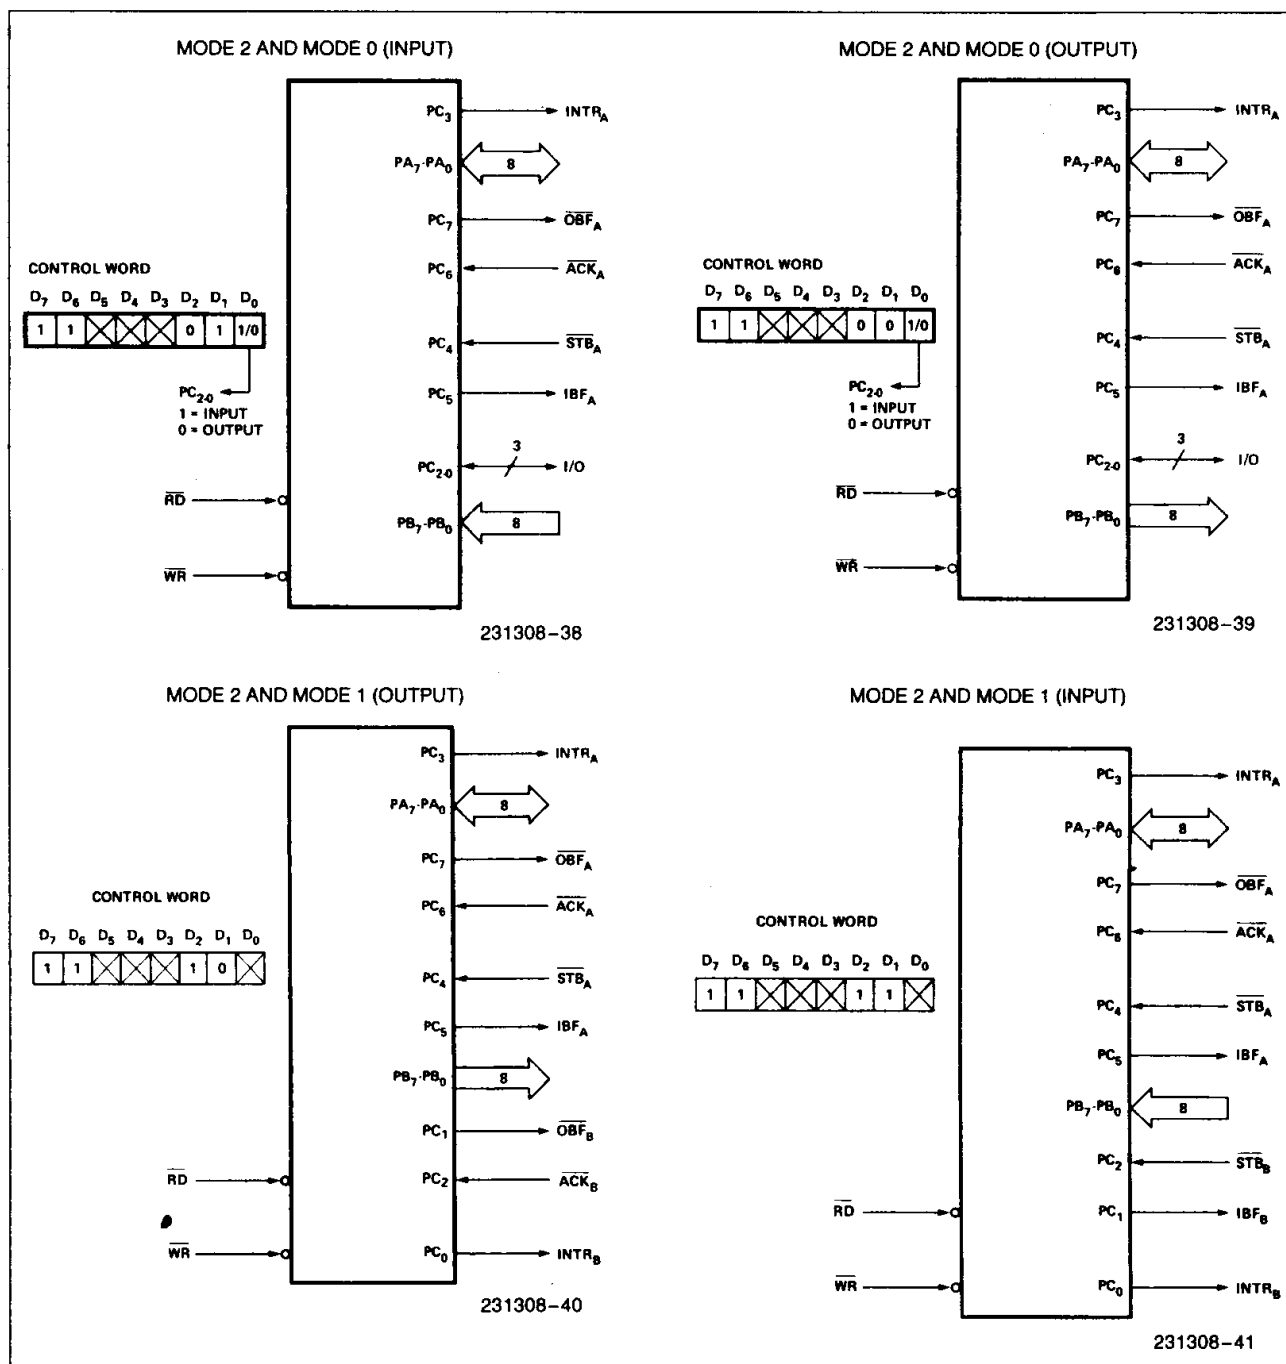 MODE 2 AND MODE 0 (INPUT)
PC3
INTRA
PA7-PA0
8
PC7
OBFA
CONTROL WORD
PC6
ACKA
D7 D6 D5 D4 D3 D2 D1 D0
1 1 0 1 1/0
PC4
STBA
PC2-0
1 = INPUT
0 = OUTPUT
PC5
IBFA
PC2-0
3
I/O
RD
PB7-PB0
8
WR
231308-38
MODE 2 AND MODE 0 (OUTPUT)
PC3
INTRA
PA7-PA0
8
PC7
OBFA
CONTROL WORD
PC6
ACKA
D7 D6 D5 D4 D3 D2 D1 D0
1 1 0 0 1/0
PC4
STBA
PC2-0
1 = INPUT
0 = OUTPUT
PC5
IBFA
PC2-0
3
I/O
RD
PB7-PB0
8
WR
231308-39
MODE 2 AND MODE 1 (OUTPUT)
PC3
INTRA
PA7-PA0
8
PC7
OBFA
CONTROL WORD
PC6
ACKA
D7 D6 D5 D4 D3 D2 D1 D0
1 1 1 0
PC4
STBA
PC5
IBFA
PB7-PB0
8
PC1
OBFB
RD
PC2
ACKB
WR
PC0
INTRB
231308-40
MODE 2 AND MODE 1 (INPUT)
PC3
INTRA
PA7-PA0
8
PC7
OBFA
CONTROL WORD
PC6
ACKA
D7 D6 D5 D4 D3 D2 D1 D0
1 1 1 1
PC4
STBA
PC5
IBFA
PB7-PB0
8
PC2
STBB
RD
PC1
IBFB
WR
PC0
INTRB
231308-41